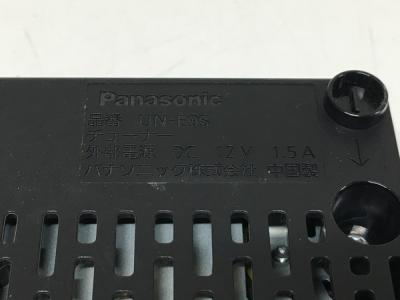 Panasonic
品番 UN-E9S
チューナー
外部電源 DC 12V 1.5A
パナソニック株式会社 中国製